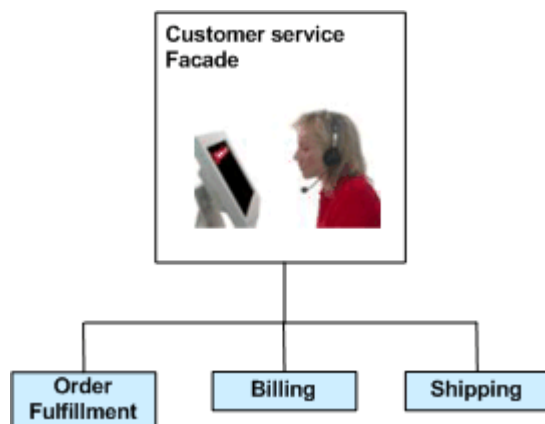 Customer service
Facade
Order
Fulfillment
Billing
Shipping